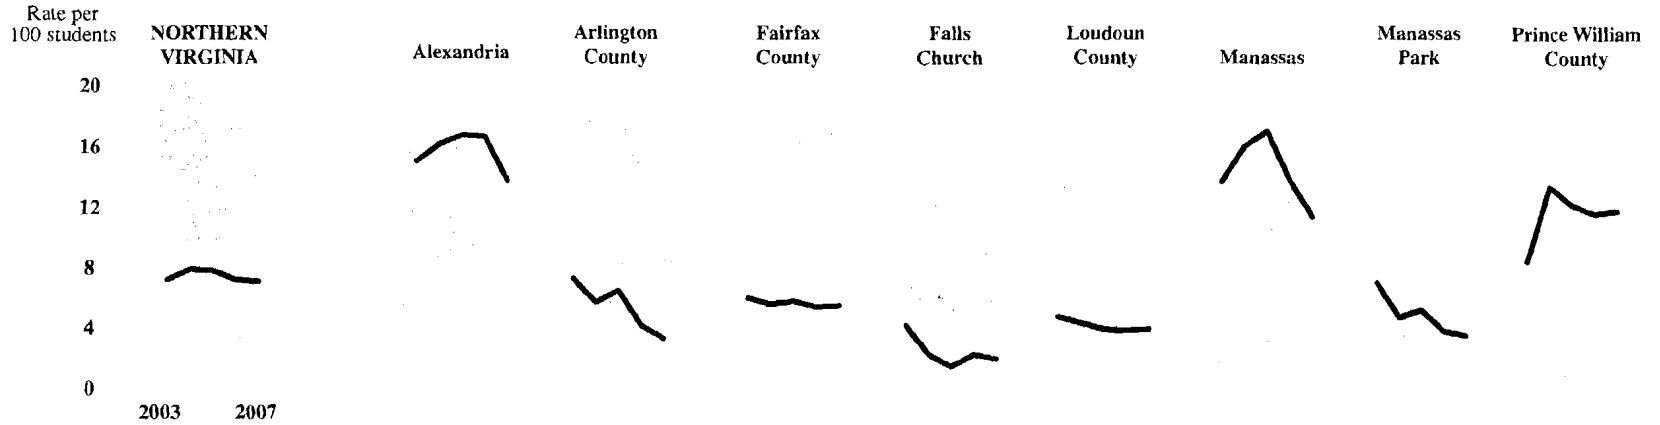 Rate per
100 students
NORTHERN
VIRGINIA
Alexandria
Arlington
County
Fairfax
County
Falls
Church
Loudoun
County
Manassas
Manassas
Park
Prince William
County
20
16
12
8
4
0
2003 2007